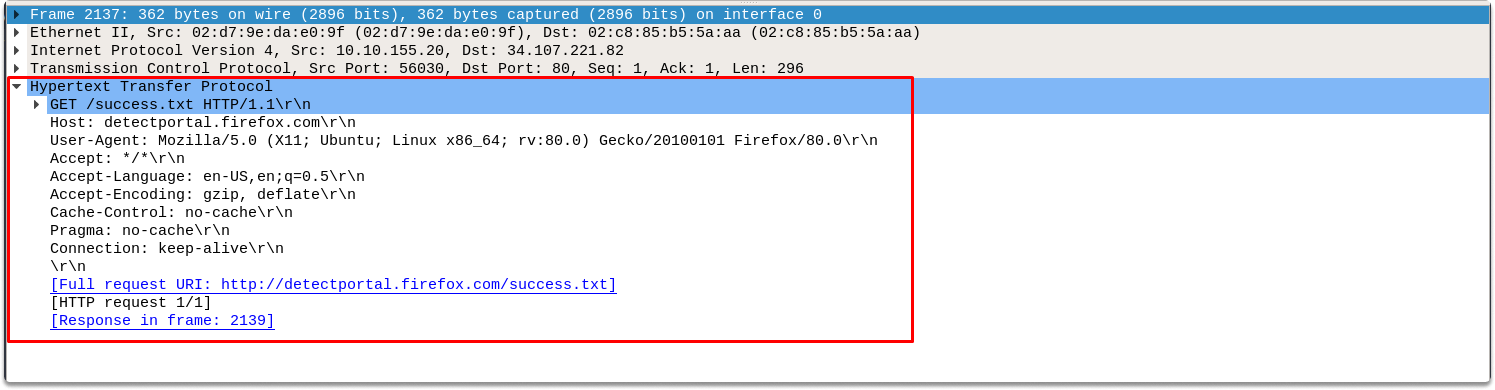 Frame 2137: 362 bytes on wire (2896 bits), 362 bytes captured (2896 bits) on interface 0
Ethernet II, Src: 02:d7:9e:da:e0:9f (02:d7:9e:da:e0:9f), Dst: 02:c8:85:b5:5a:aa (02:c8:85:b5:5a:aa)
Internet Protocol Version 4, Src: 10.10.155.20, Dst: 34.107.221.82
Transmission Control Protocol, Src Port: 56030, Dst Port: 80, Seq: 1, Ack: 1, Len: 296
Hypertext Transfer Protocol
GET /success.txt HTTP/1.1\r\n
Host: detectportal.firefox.com\r\n
User-Agent: Mozilla/5.0 (X11; Ubuntu; Linux x86_64; rv:80.0) Gecko/20100101 Firefox/80.0\r\n
Accept: */*\r\n
Accept-Language: en-US,en;q=0.5\r\n
Accept-Encoding: gzip, deflate\r\n
Cache-Control: no-cache\r\n
Pragma: no-cache\r\n
Connection: keep-alive\r\n
\r\n
[Full request URI: http://detectportal.firefox.com/success.txt]
[HTTP request 1/1]
[Response in frame: 2139]